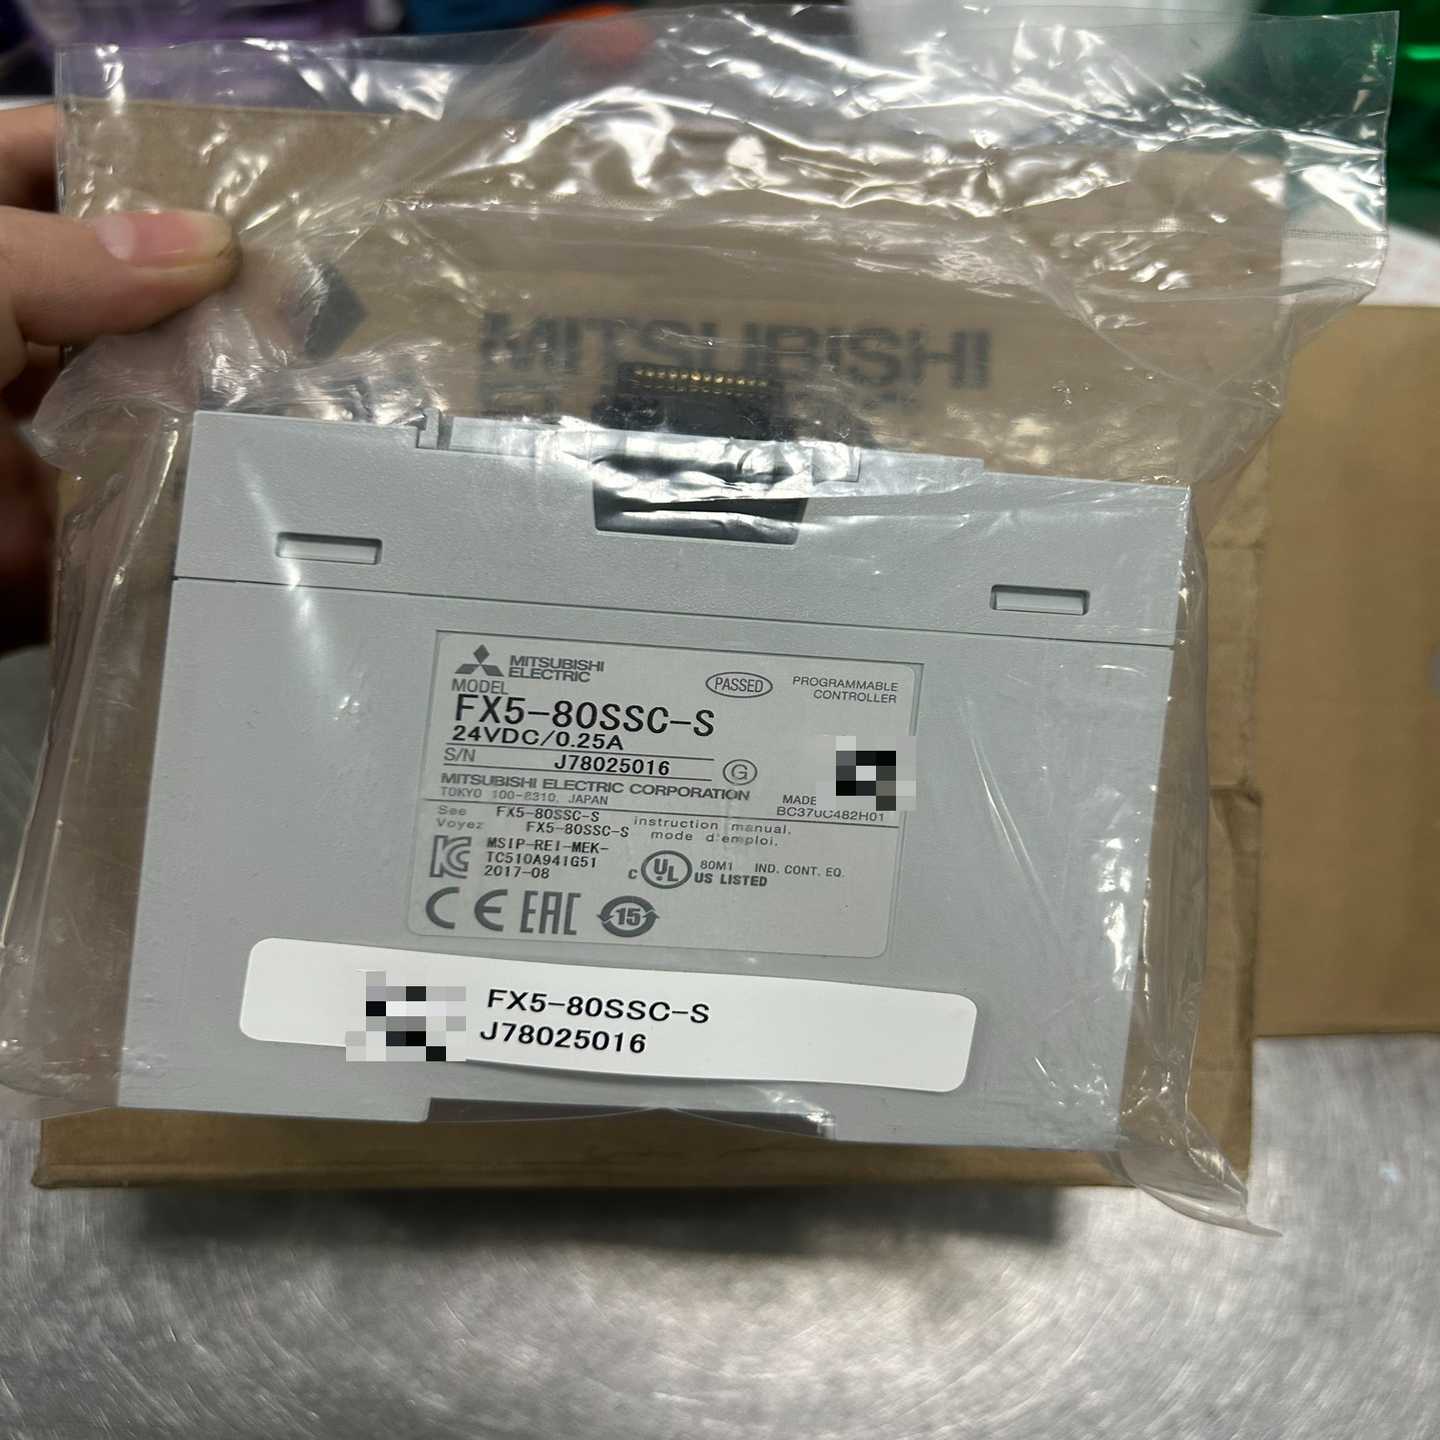 MITSUBISHI
MITSUBISHI
ELECTRIC
PASSED
PROGRAMMABLE
CONTROLLER
MODEL
FX5-80SSC-S
24VDC/0.25A
S/N J78025016
G
MITSUBISHI ELECTRIC CORPORATION
TOKYO 100-8310, JAPAN
MADE
BC370C482H01
See FX5-80SSC-S instruction manual.
Voyez FX5-80SSC-S mode d'emploi.
MSIP-REI-MEK-
TC510A941G51
2017-08
C UL US LISTED
80M1 IND. CONT. EQ.
CE EAC 15
FX5-80SSC-S
J78025016